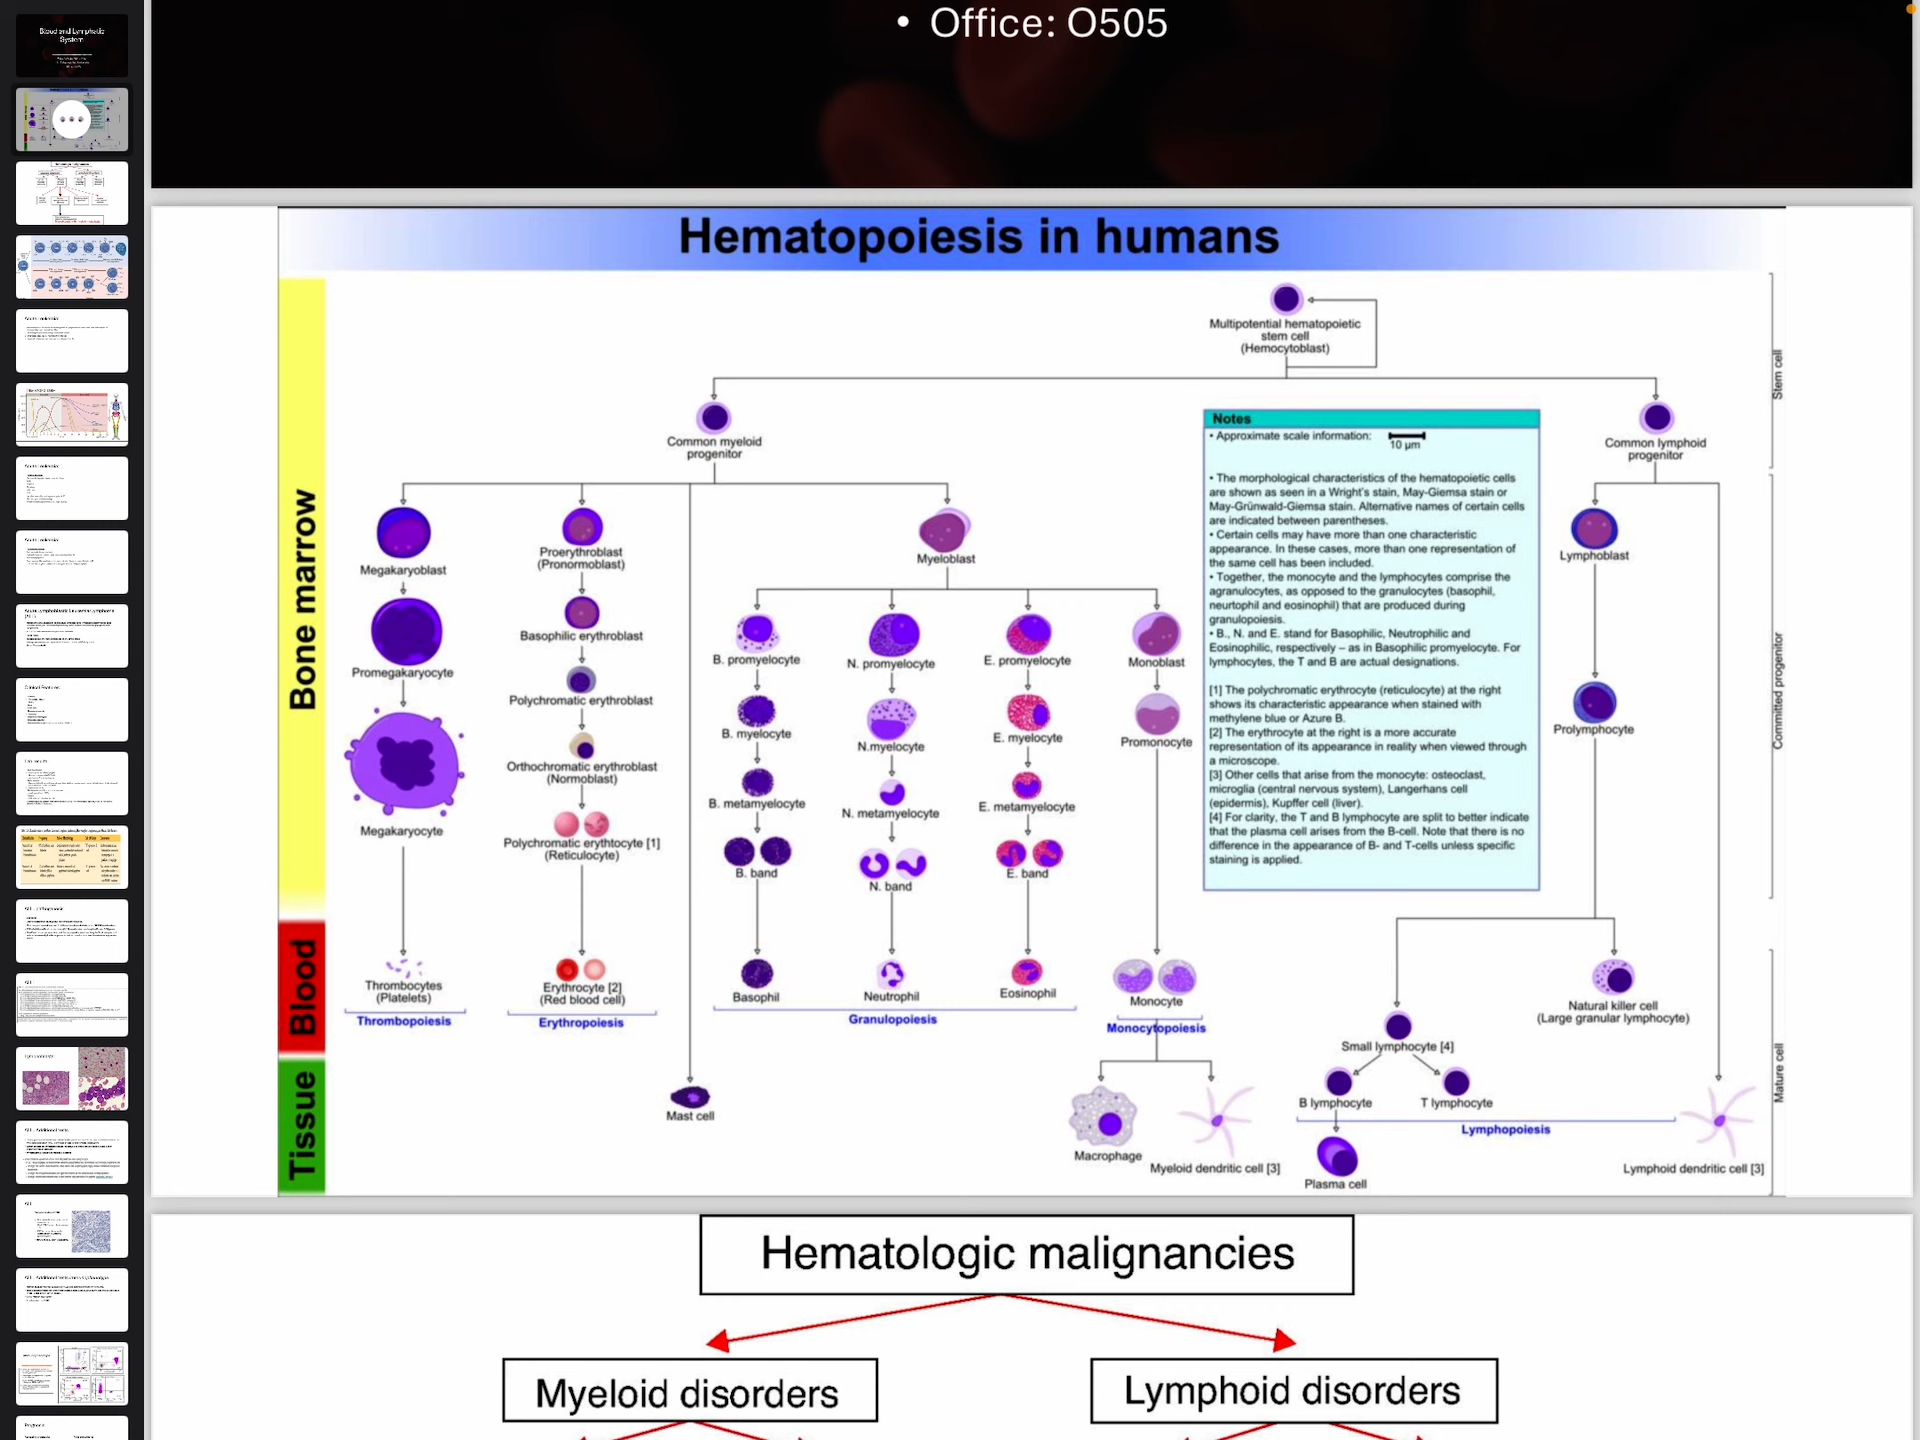 Blood and Lymphatic
System
• Office: O505
Hematopoiesis in humans
Bone marrow
Blood
Tissue
Multipotential hematopoietic
stem cell
(Hemocytoblast)
Common myeloid
progenitor
Common lymphoid
progenitor
Stem cell
Committed progenitor
Mature cell
Megakaryoblast
Promegakaryocyte
Megakaryocyte
Thrombocytes
(Platelets)
Thrombopoiesis
Proerythroblast
(Pronormoblast)
Basophilic erythroblast
Polychromatic erythroblast
Orthochromatic erythroblast
(Normoblast)
Polychromatic erythtocyte [1]
(Reticulocyte)
Erythrocyte [2]
(Red blood cell)
Erythropoiesis
Mast cell
Myeloblast
B. promyelocyte
N. promyelocyte
E. promyelocyte
Monoblast
B. myelocyte
N.myelocyte
E. myelocyte
Promonocyte
B. metamyelocyte
N. metamyelocyte
E. metamyelocyte
B. band
N. band
E. band
Basophil
Neutrophil
Eosinophil
Monocyte
Granulopoiesis
Monocytopoiesis
Macrophage
Myeloid dendritic cell [3]
Notes
• Approximate scale information:
10 µm
• The morphological characteristics of the hematopoietic cells
are shown as seen in a Wright's stain, May-Giemsa stain or
May-Grünwald-Giemsa stain. Alternative names of certain cells
are indicated between parentheses.
• Certain cells may have more than one characteristic
appearance. In these cases, more than one representation of
the same cell has been included.
• Together, the monocyte and the lymphocytes comprise the
agranulocytes, as opposed to the granulocytes (basophil,
neurtophil and eosinophil) that are produced during
granulopoiesis.
• B., N. and E. stand for Basophilic, Neutrophilic and
Eosinophilic, respectively – as in Basophilic promyelocyte. For
lymphocytes, the T and B are actual designations.
[1] The polychromatic erythrocyte (reticulocyte) at the right
shows its characteristic appearance when stained with
methylene blue or Azure B.
[2] The erythrocyte at the right is a more accurate
representation of its appearance in reality when viewed through
a microscope.
[3] Other cells that arise from the monocyte: osteoclast,
microglia (central nervous system), Langerhans cell
(epidermis), Kupffer cell (liver).
[4] For clarity, the T and B lymphocyte are split to better indicate
that the plasma cell arises from the B-cell. Note that there is no
difference in the appearance of B- and T-cells unless specific
staining is applied.
Lymphoblast
Prolymphocyte
Natural killer cell
(Large granular lymphocyte)
Small lymphocyte [4]
B lymphocyte
T lymphocyte
Lymphopoiesis
Plasma cell
Lymphoid dendritic cell [3]
Hematologic malignancies
Myeloid disorders
Lymphoid disorders